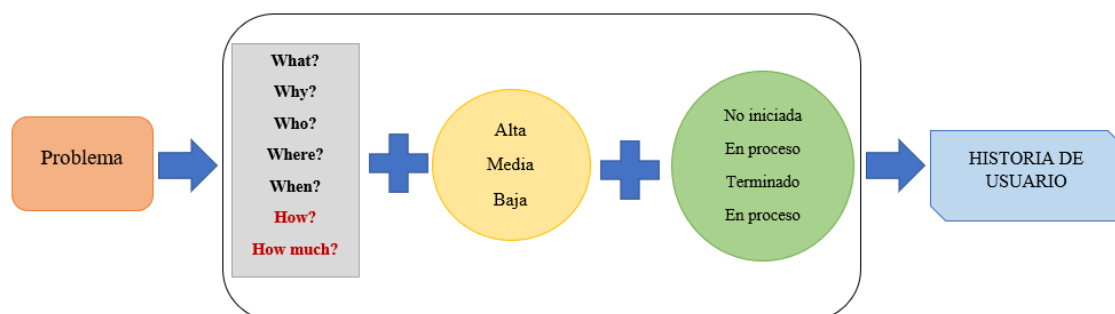 Problema
What?
Why?
Who?
Where?
When?
How?
How much?
Alta
Media
Baja
No iniciada
En proceso
Terminado
En proceso
HISTORIA DE
USUARIO